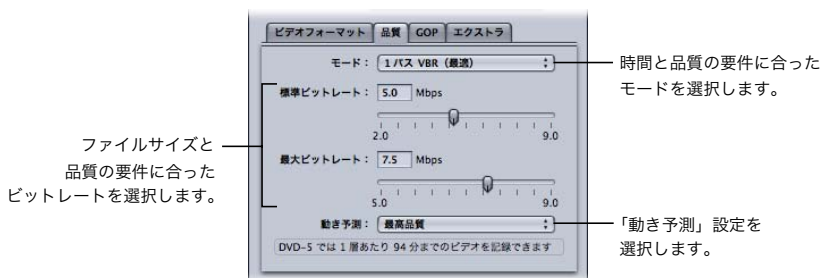 ビデオフォーマット 品質 GOP エクストラ
モード： 1 パス VBR（最適）
時間と品質の要件に合った
モードを選択します。
標準ビットレート： 5.0 Mbps
2.0 9.0
ファイルサイズと
品質の要件に合った
ビットレートを選択します。
最大ビットレート： 7.5 Mbps
5.0 9.0
動き予測： 最高品質
「動き予測」設定を
選択します。
DVD-5 では 1 層あたり 94 分までのビデオを記録できます